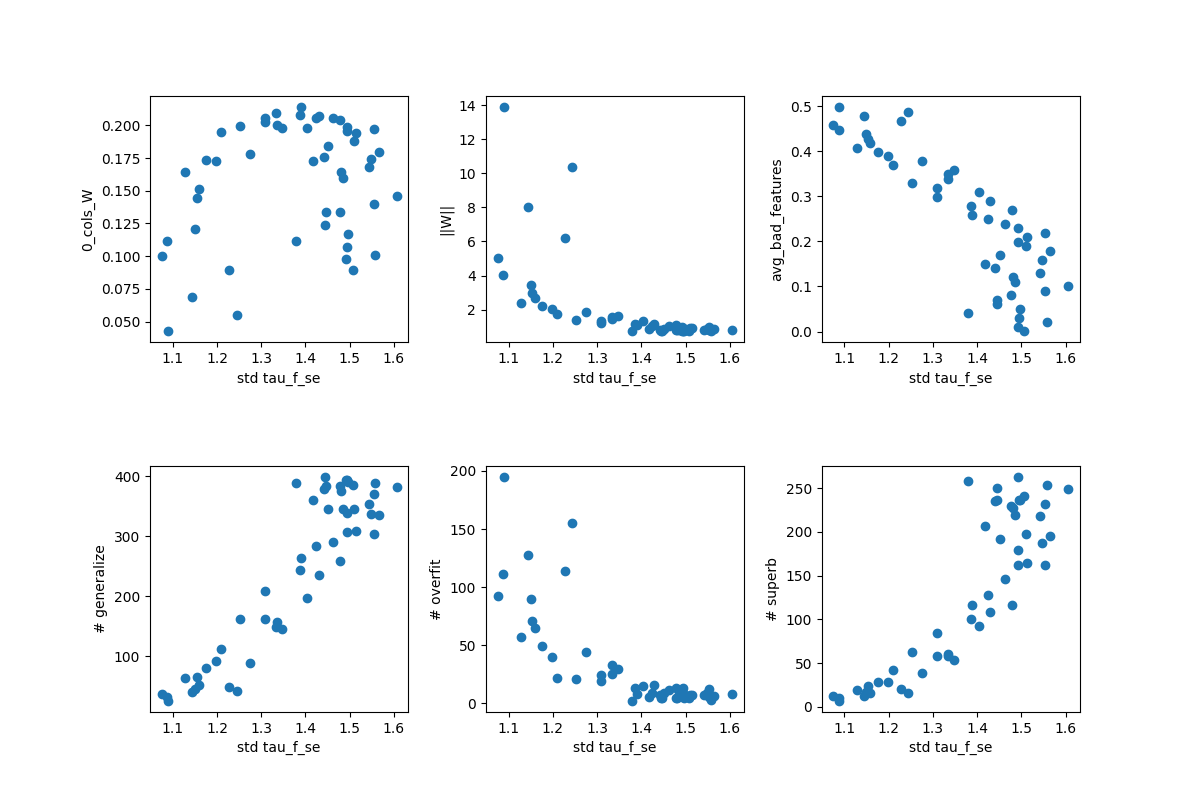 0_cols_W
0.200
0.175
0.150
0.125
0.100
0.075
0.050
1.1 1.2 1.3 1.4 1.5 1.6
std tau_f_se
||W||
14
12
10
8
6
4
2
1.1 1.2 1.3 1.4 1.5 1.6
std tau_f_se
avg_bad_features
0.5
0.4
0.3
0.2
0.1
0.0
1.1 1.2 1.3 1.4 1.5 1.6
std tau_f_se
# generalize
400
300
200
100
1.1 1.2 1.3 1.4 1.5 1.6
std tau_f_se
# overfit
200
150
100
50
0
1.1 1.2 1.3 1.4 1.5 1.6
std tau_f_se
# superb
250
200
150
100
50
0
1.1 1.2 1.3 1.4 1.5 1.6
std tau_f_se